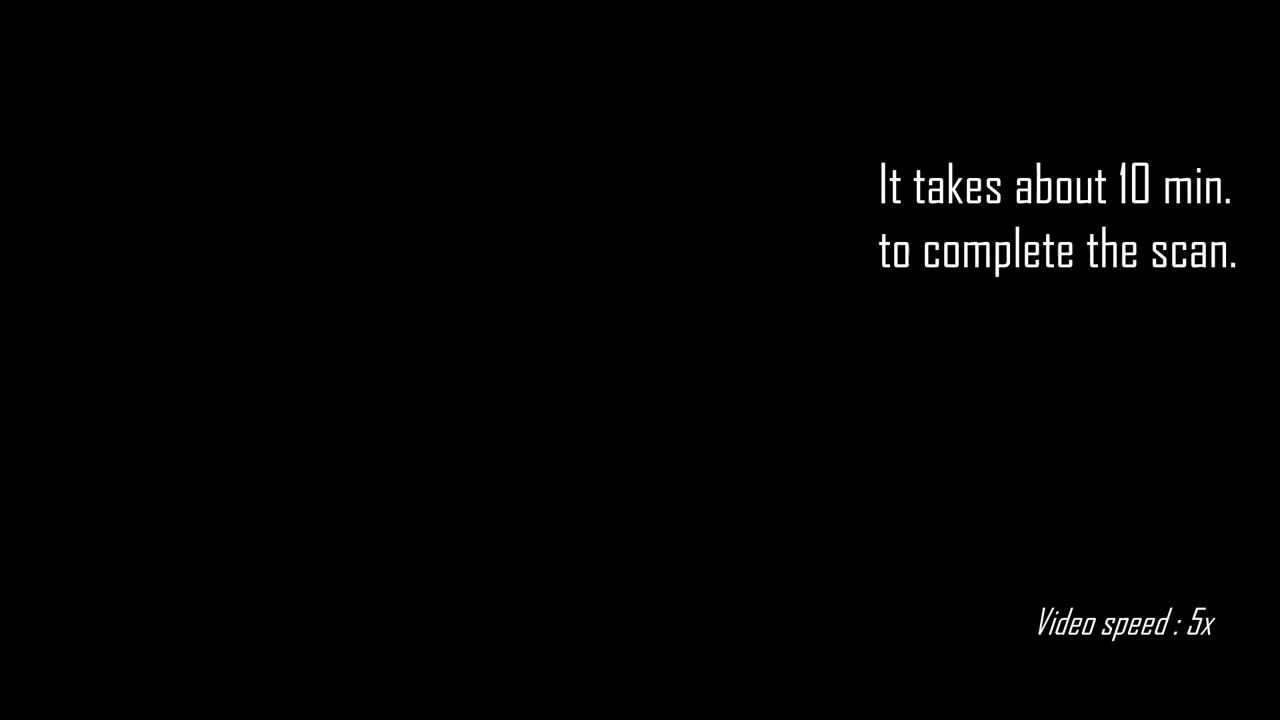 It takes about 10 min.
to complete the scan.
Video speed : 5x